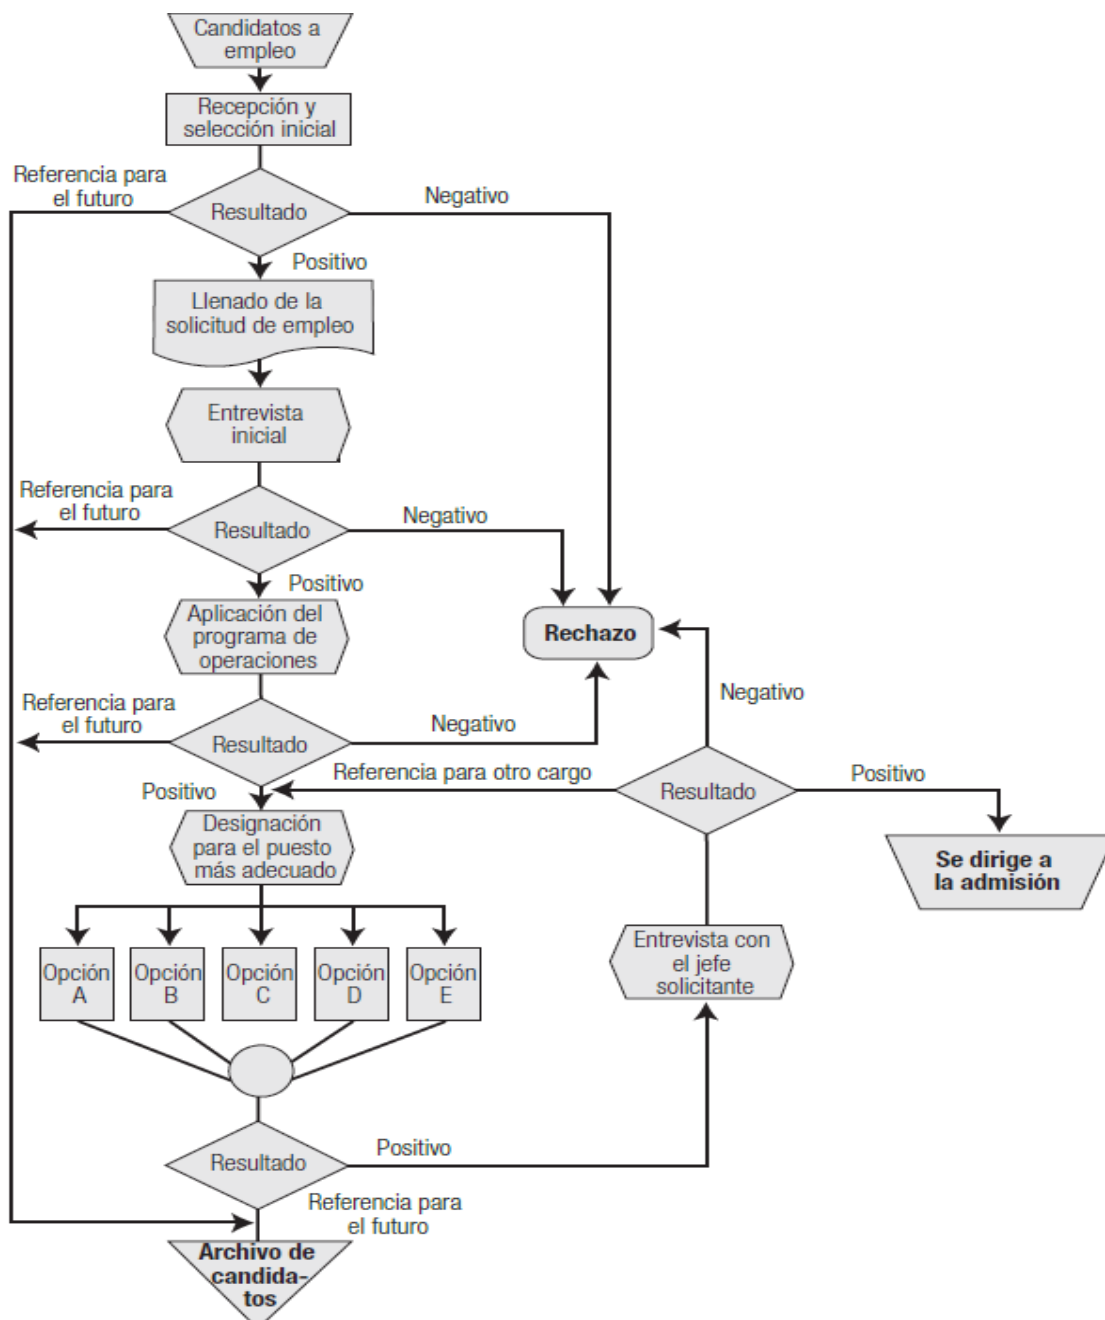 Candidatos a
empleo
Recepción y
selección inicial
Referencia para
el futuro
Resultado
Negativo
Positivo
Llenado de la
solicitud de empleo
Entrevista
inicial
Referencia para
el futuro
Resultado
Negativo
Positivo
Aplicación del
programa de
operaciones
Rechazo
Referencia para
el futuro
Resultado
Negativo
Negativo
Referencia para otro cargo
Resultado
Positivo
Positivo
Designación
para el puesto
más adecuado
Se dirige a
la admisión
Opción
A
Opción
B
Opción
C
Opción
D
Opción
E
Entrevista con
el jefe
solicitante
Resultado
Positivo
Referencia para
el futuro
Archivo de
candida-
tos